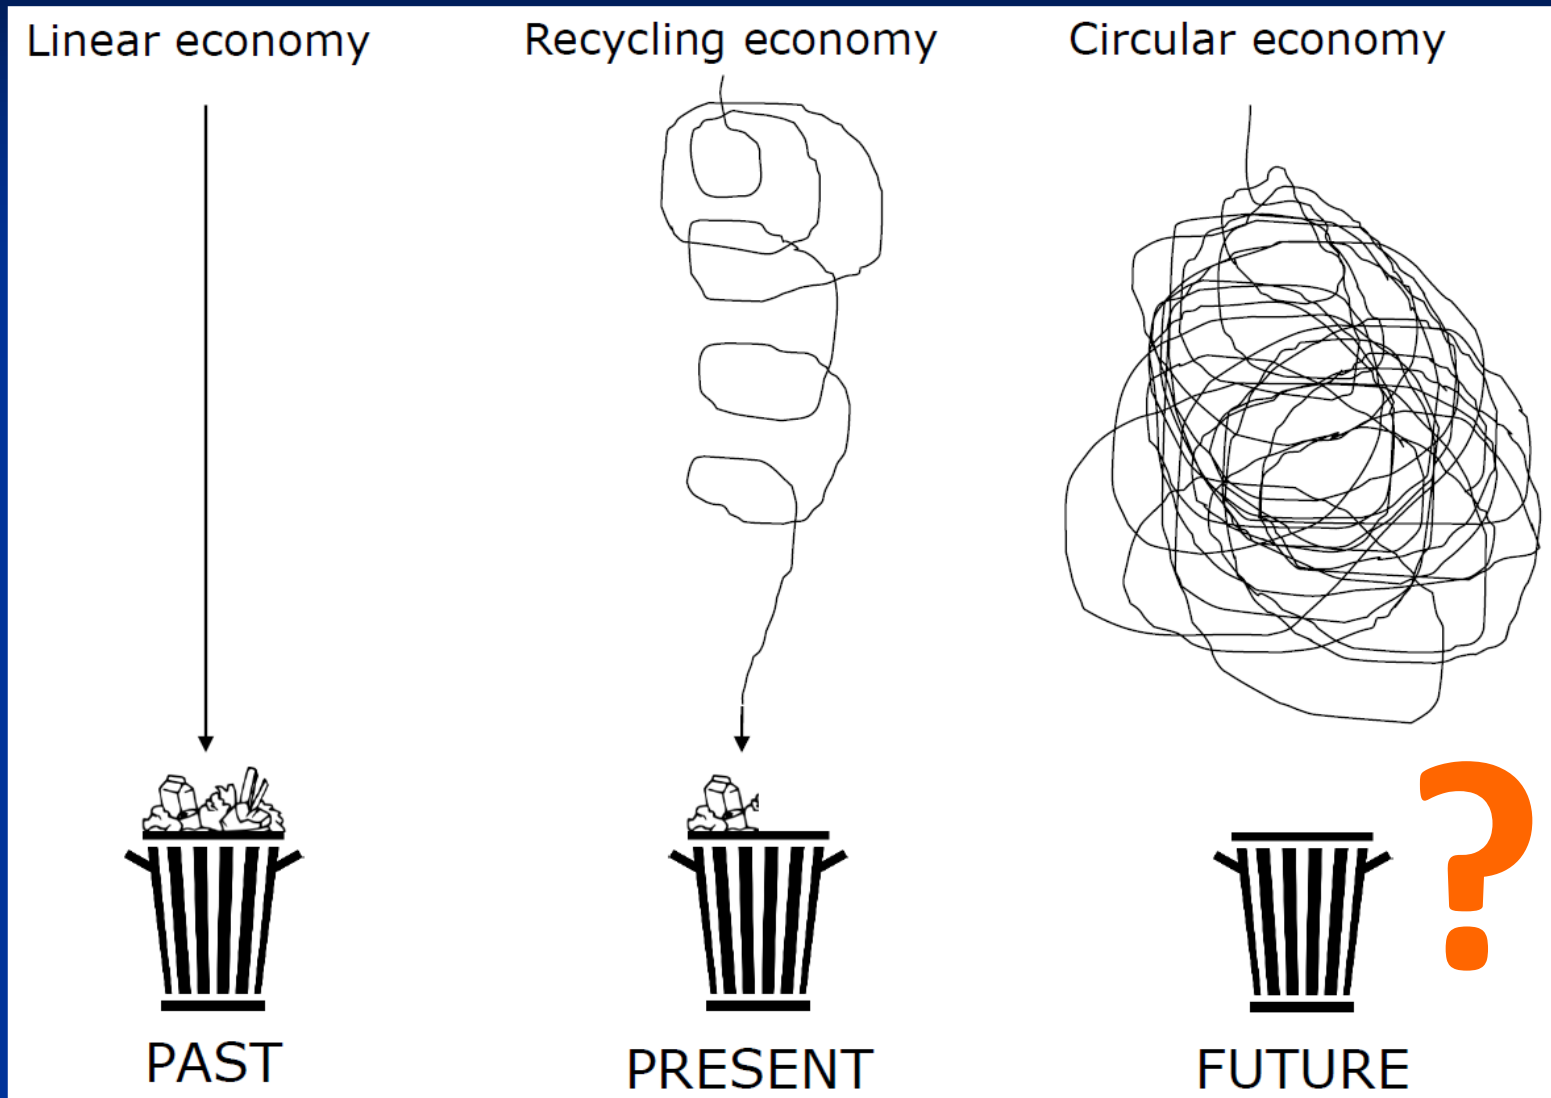 Linear economy
Recycling economy
Circular economy
?
PAST
PRESENT
FUTURE